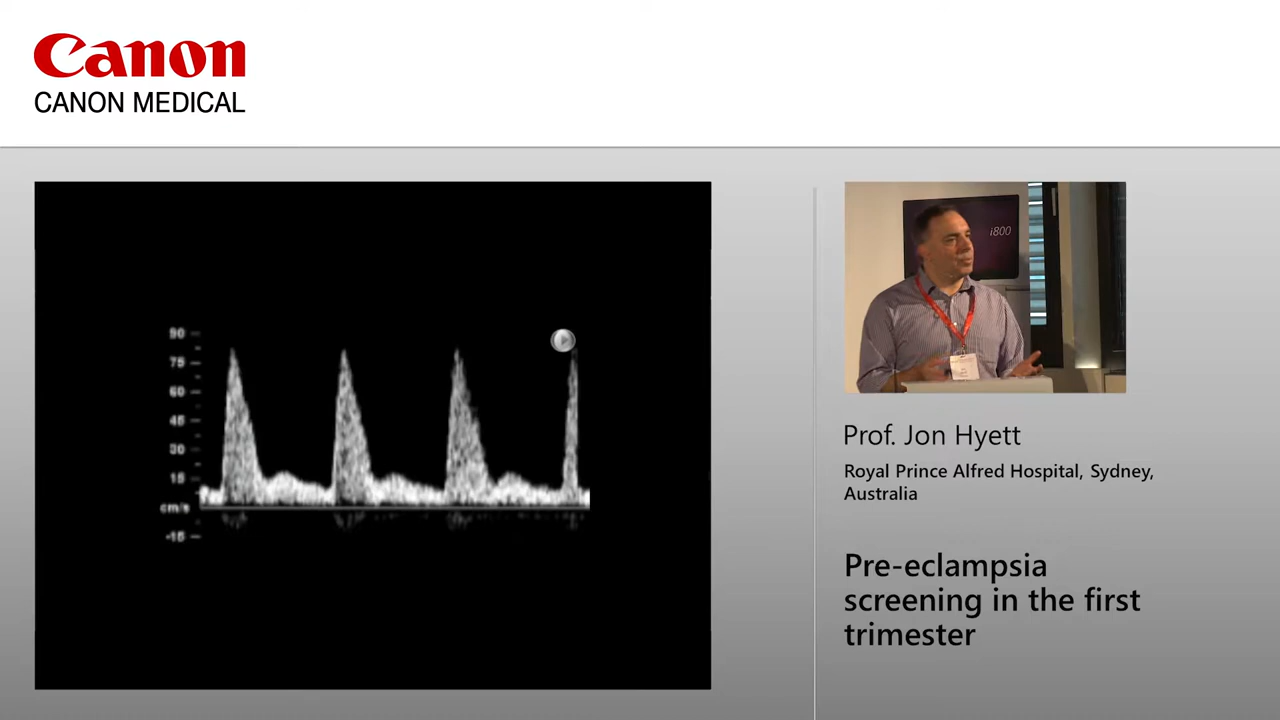 Canon
CANON MEDICAL
90
75
60
45
30
15
cm/s
-15
i800
Prof. Jon Hyett
Royal Prince Alfred Hospital, Sydney,
Australia
Pre-eclampsia
screening in the first
trimester